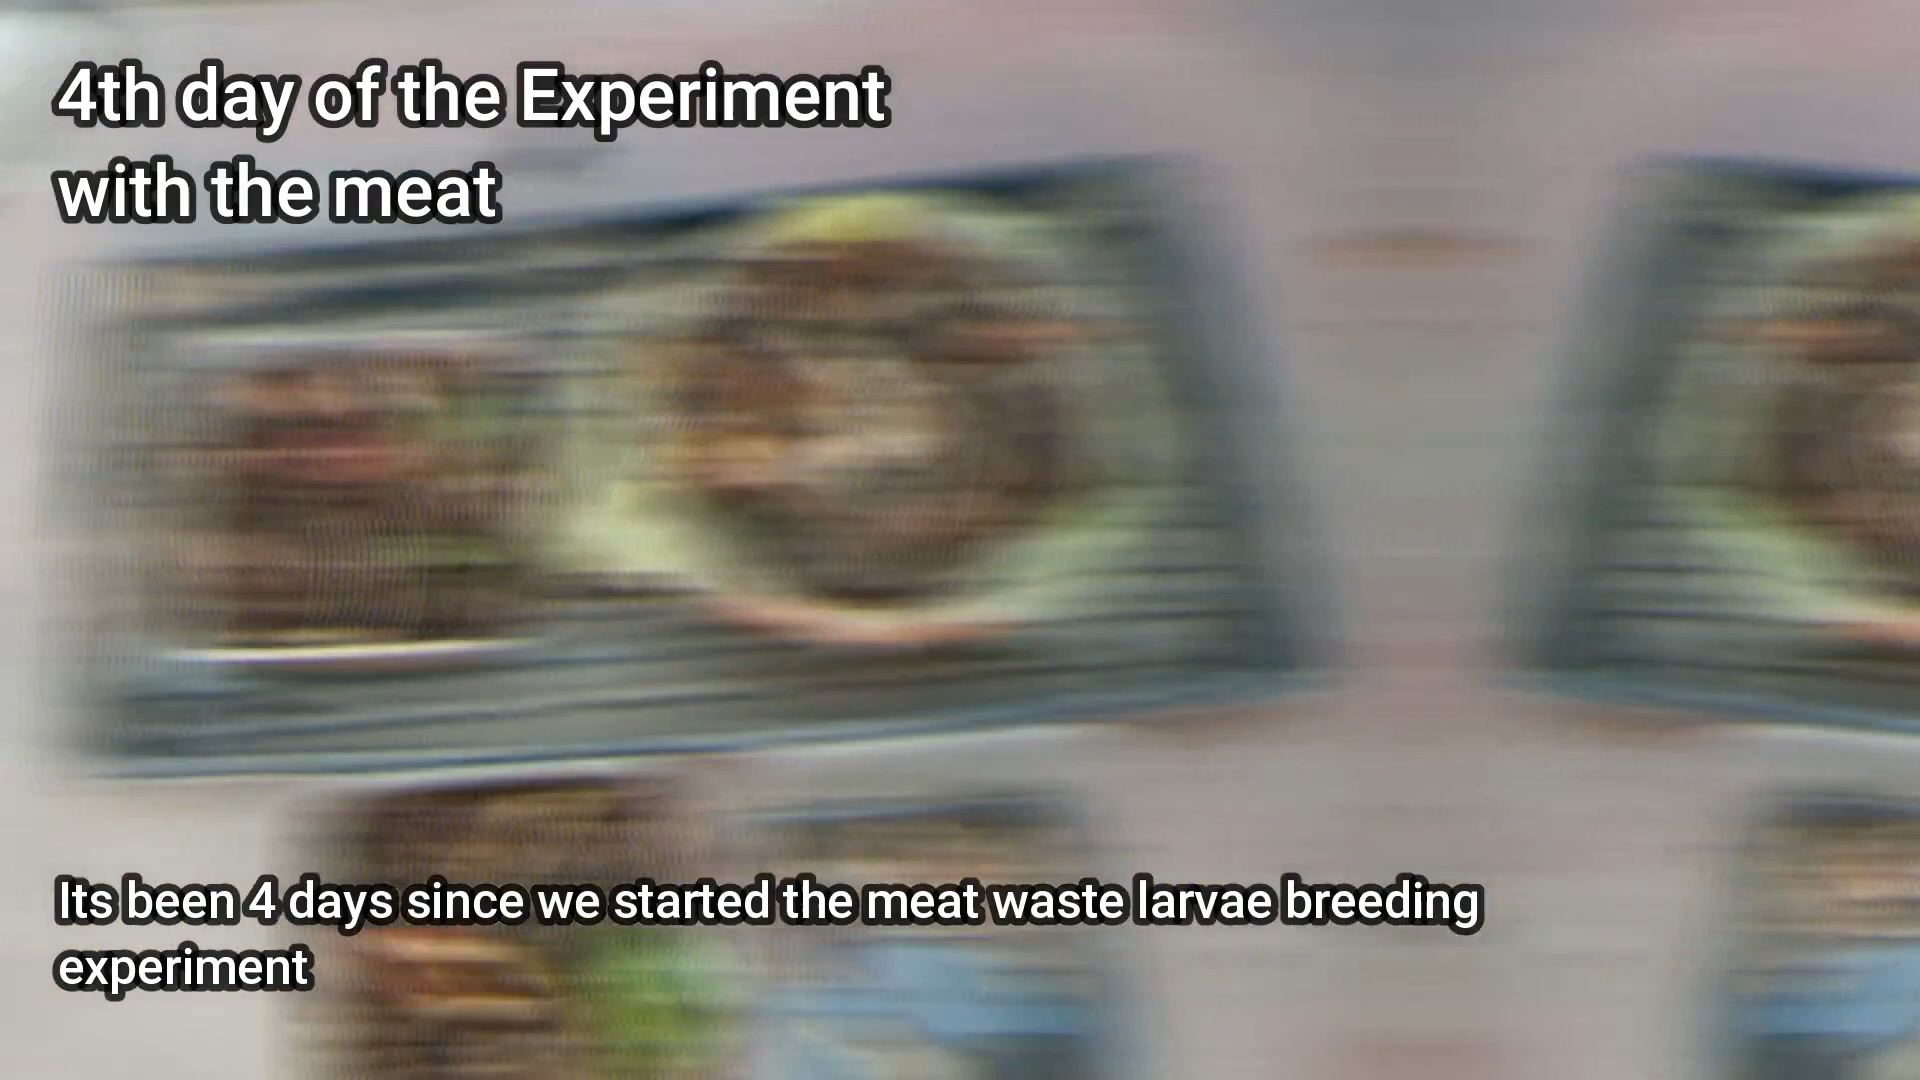 4th day of the Experiment
with the meat
Its been 4 days since we started the meat waste larvae breeding
experiment